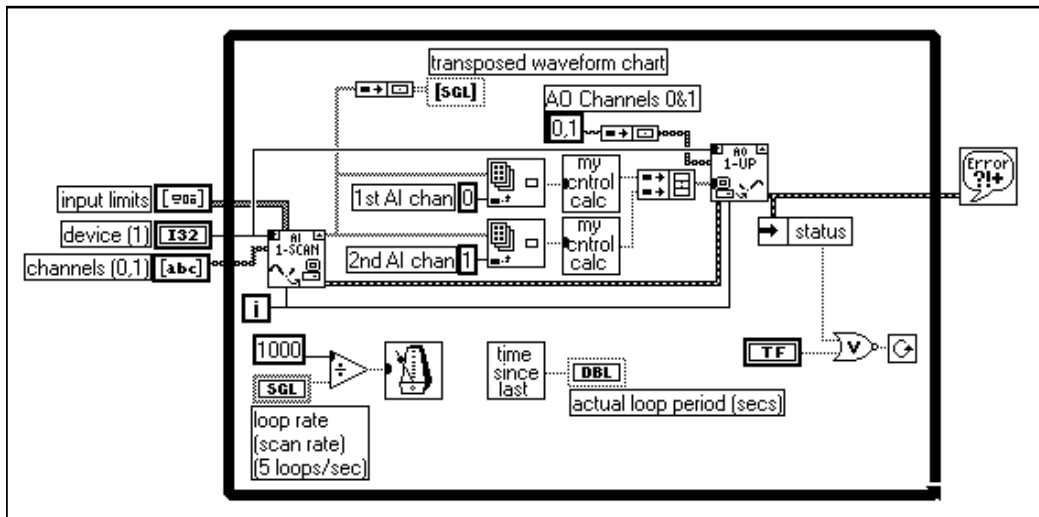 transposed waveform chart
[SGL]
AO Channels 0&1
0,1
AO
1-UP
my
cntrol
calc
Error
?!+
1st AI chan
0
input limits
device (1)
I32
channels (0,1)
[abc]
AI
1-SCAN
2nd AI chan
1
my
cntrol
calc
status
i
1000
÷
SGL
loop rate
(scan rate)
(5 loops/sec)
time
since
last
DBL
actual loop period (secs)
TF
V